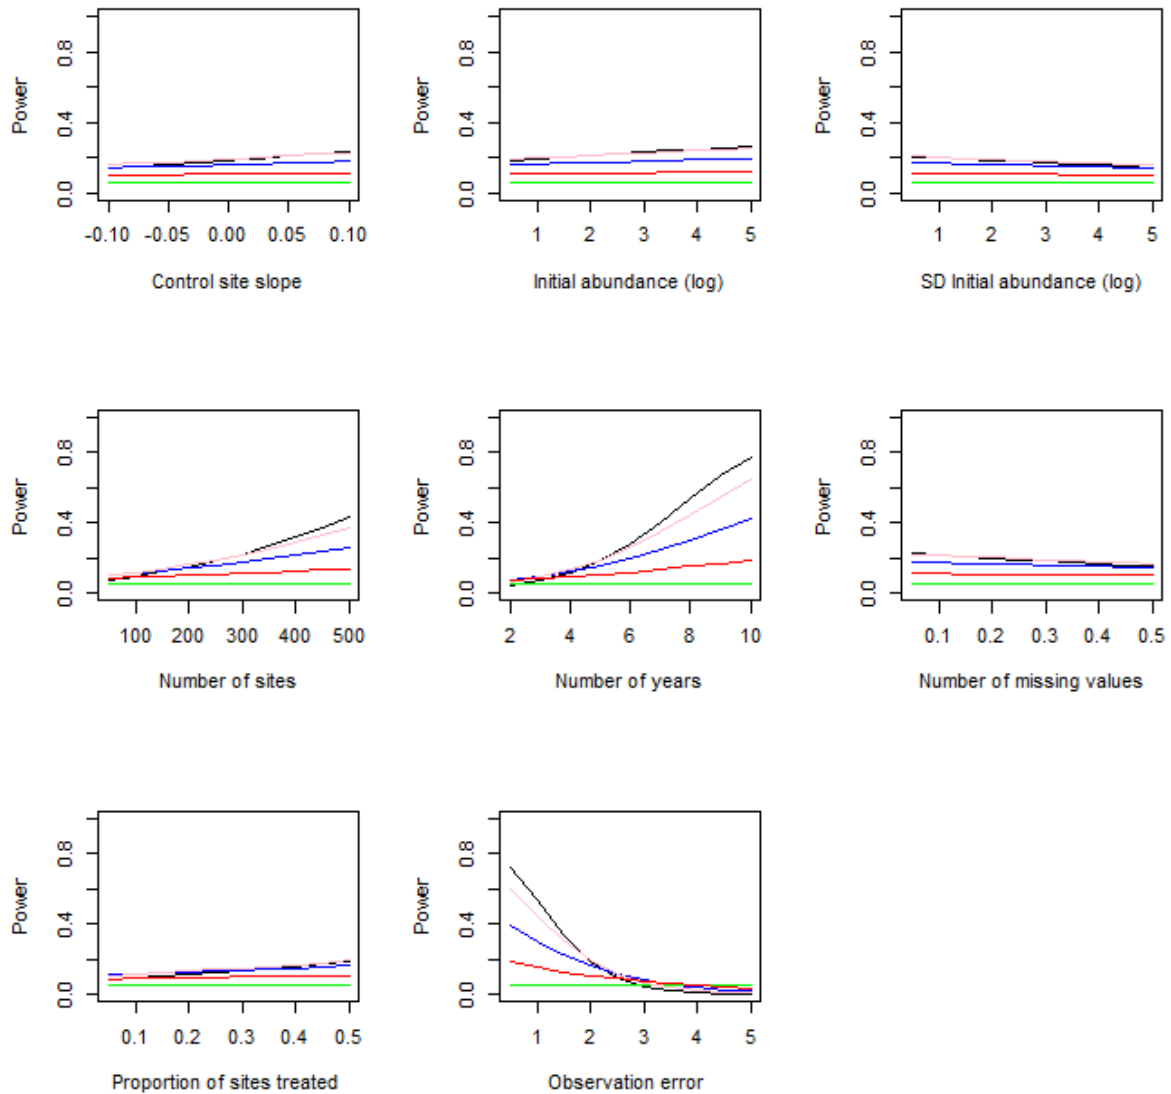 Power
0.0 0.4 0.8
-0.10 -0.05 0.00 0.05 0.10
Control site slope
Power
0.0 0.4 0.8
1 2 3 4 5
Initial abundance (log)
Power
0.0 0.4 0.8
1 2 3 4 5
SD Initial abundance (log)
Power
0.0 0.4 0.8
100 200 300 400 500
Number of sites
Power
0.0 0.4 0.8
2 4 6 8 10
Number of years
Power
0.0 0.4 0.8
0.1 0.2 0.3 0.4 0.5
Number of missing values
Power
0.0 0.4 0.8
0.1 0.2 0.3 0.4 0.5
Proportion of sites treated
Power
0.0 0.4 0.8
1 2 3 4 5
Observation error